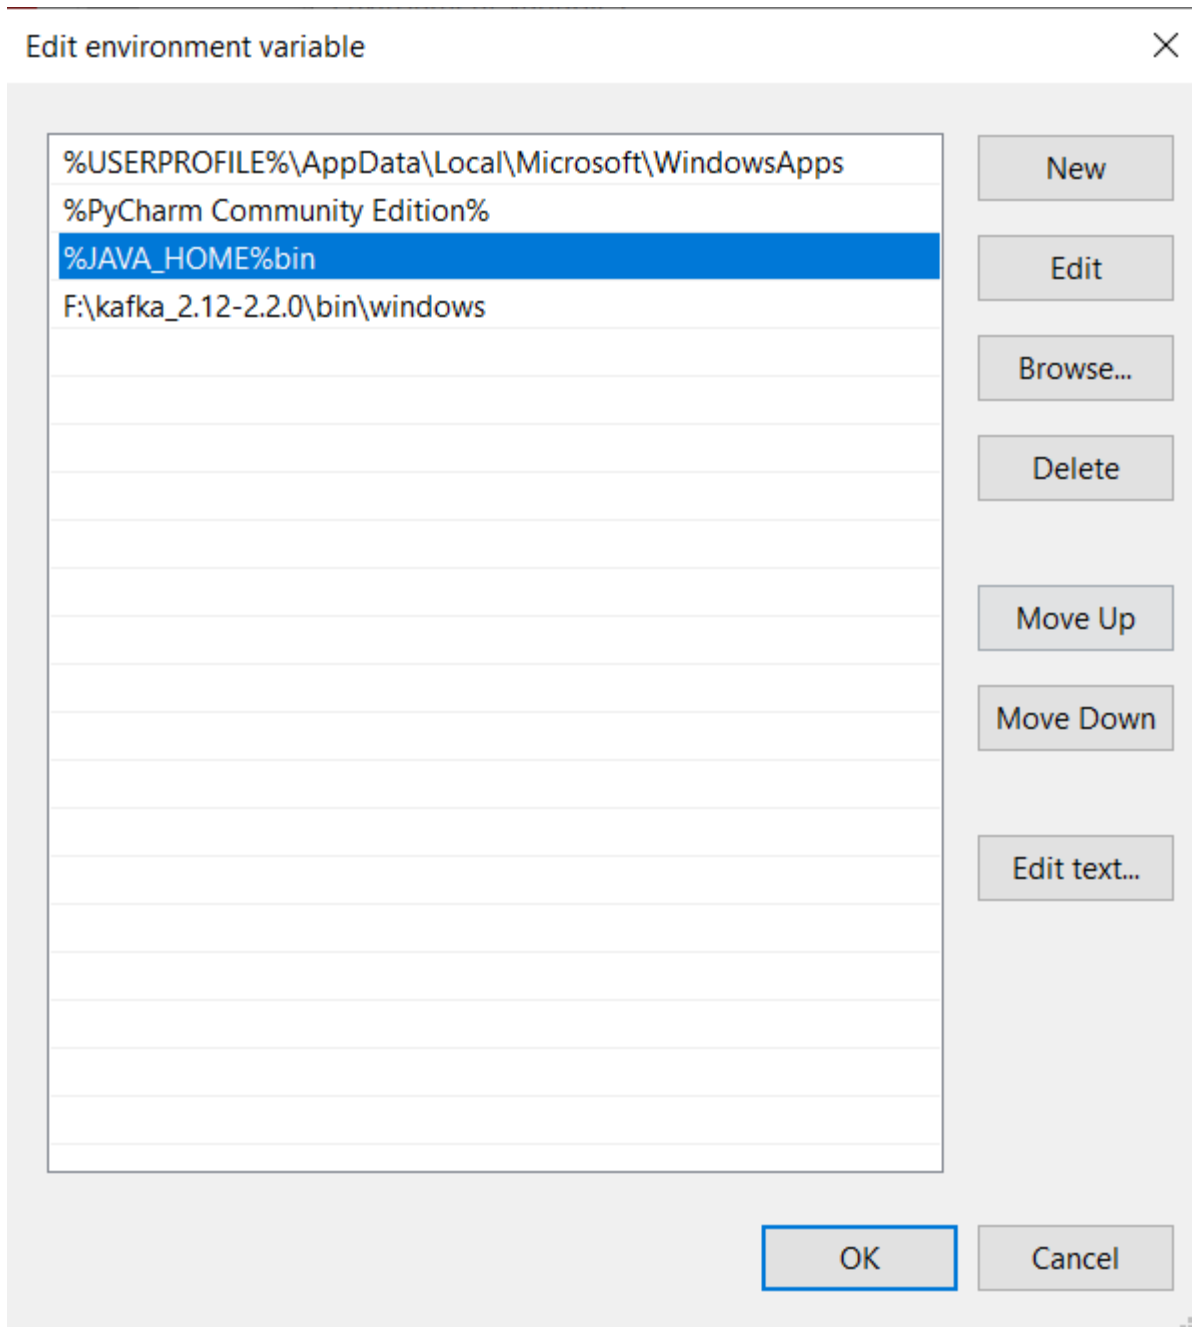 Edit environment variable
%USERPROFILE%\AppData\Local\Microsoft\WindowsApps
%PyCharm Community Edition%
%JAVA_HOME%bin
F:\kafka_2.12-2.2.0\bin\windows
New
Edit
Browse...
Delete
Move Up
Move Down
Edit text...
OK
Cancel